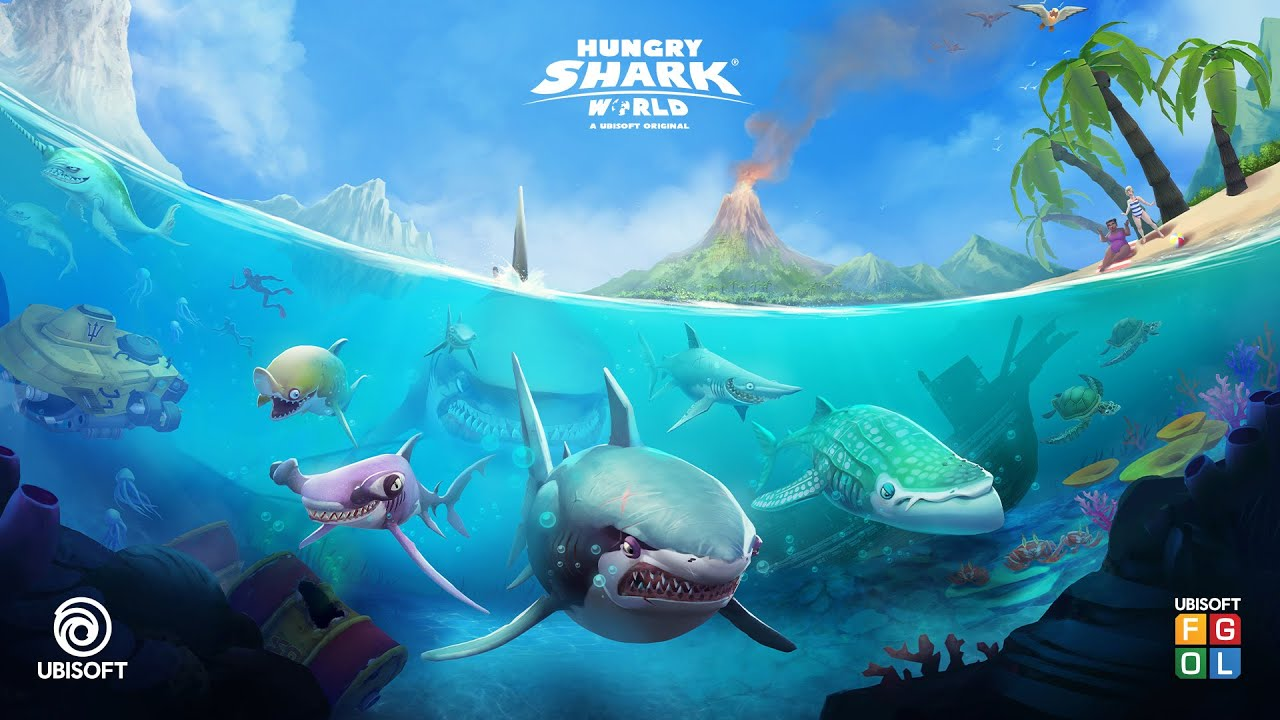 HUNGRY
SHARK®
WORLD
A UBISOFT ORIGINAL
UBISOFT
UBISOFT
F G
O L